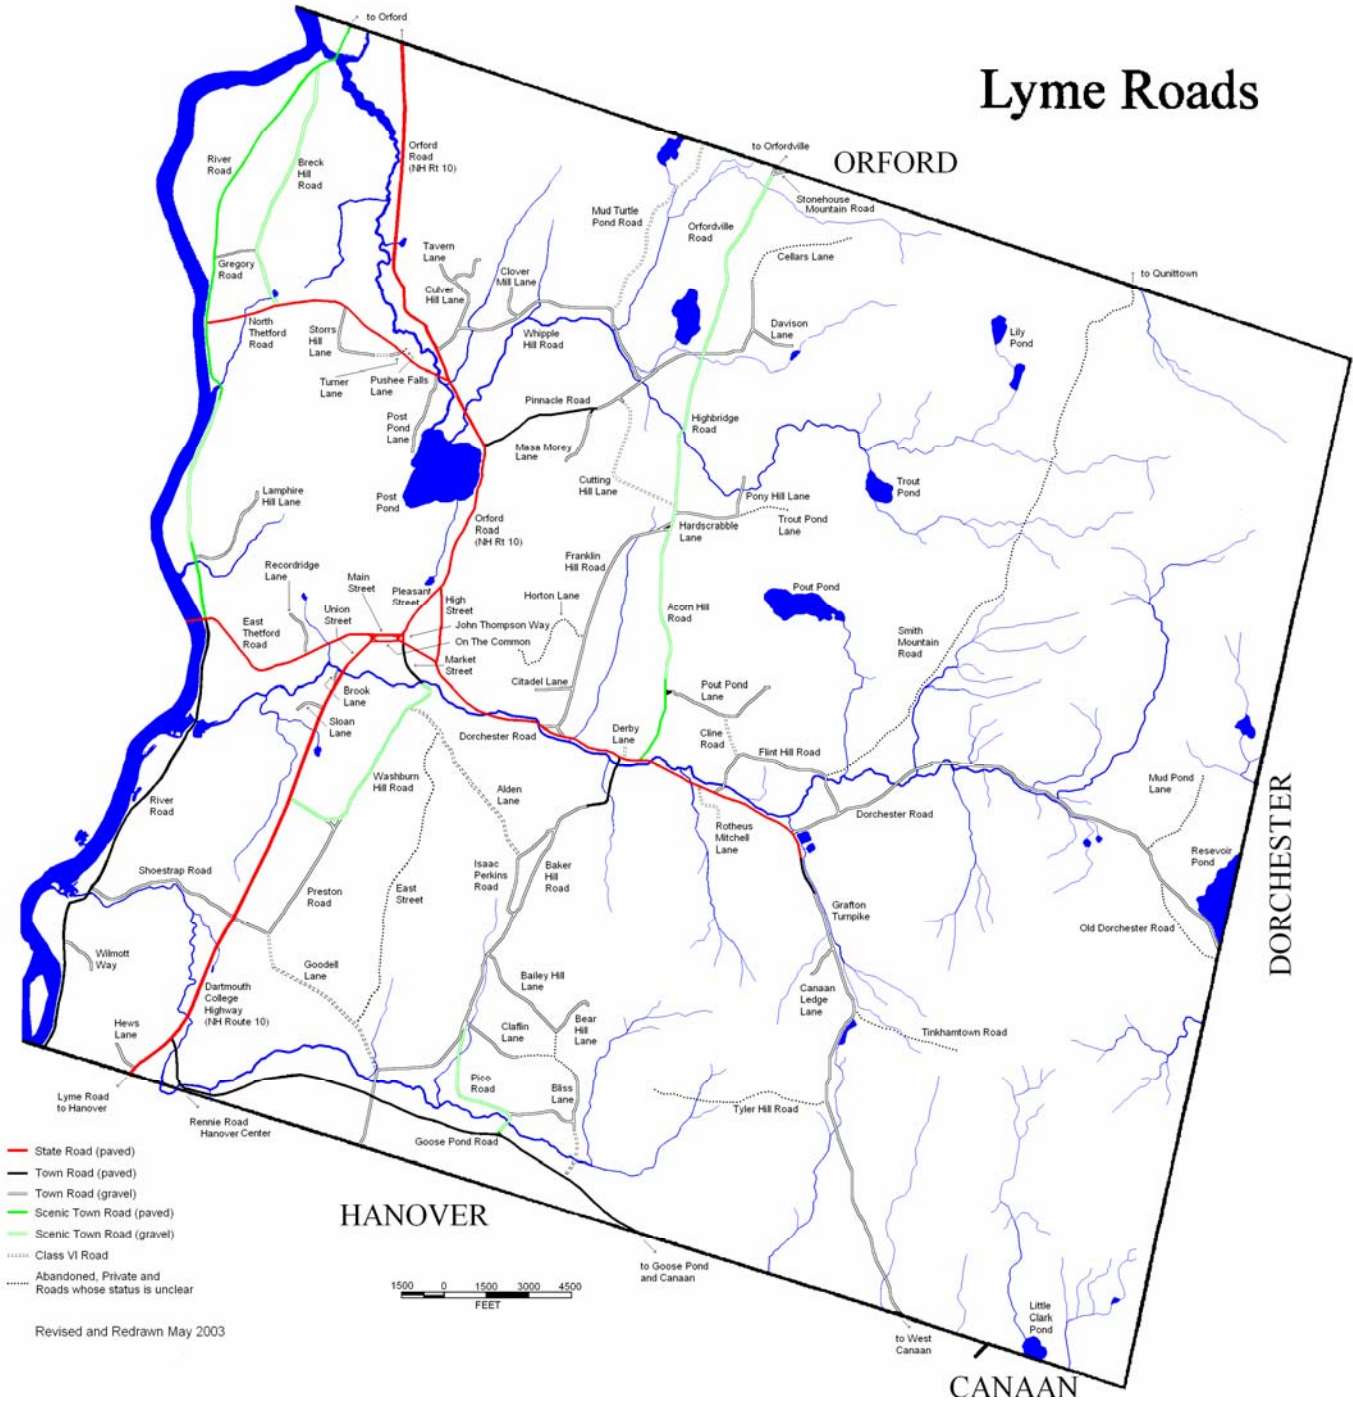 to Orford
Lyme Roads
Orford
Road
(NH Rt 10)
River
Road
Breck
Hill
Road
to Orfordville
ORFORD
Stonehouse
Mountain Road
Mud Turtle
Pond Road
Orfordville
Road
Cellars Lane
Tavern
Lane
Gregory
Road
Culver
Hill Lane
Clover
Mill Lane
to Qunittown
North
Thetford
Road
Storrs
Hill
Lane
Whipple
Hill Road
Davison
Lane
Lily
Pond
Turner
Lane
Pushee Falls
Lane
Post
Pond
Lane
Pinnacle Road
Highbridge
Road
Masa Morey
Lane
Cutting
Hill Lane
Trout
Pond
Lamphire
Hill Lane
Post
Pond
Pony Hill Lane
Orford
Road
(NH Rt 10)
Hardscrabble
Lane
Trout Pond
Lane
Franklin
Hill Road
Recordridge
Lane
Main
Street
Pleasant
Street
High
Street
Horton Lane
Pout Pond
Union
Street
East
Thetford
Road
John Thompson Way
On The Common
Acorn Hill
Road
Smith
Mountain
Road
Market
Street
Citadel Lane
Pout Pond
Lane
Brook
Lane
Sloan
Lane
Dorchester Road
Derby
Lane
Cline
Road
Flint Hill Road
Washburn
Hill Road
Alden
Lane
Mud Pond
Lane
River
Road
Rotheus
Mitchell
Lane
Dorchester Road
DORCHESTER
Resevoir
Pond
Shoestrap Road
Isaac
Perkins
Road
Baker
Hill
Road
Preston
Road
East
Street
Grafton
Turnpike
Old Dorchester Road
Wilmott
Way
Goodell
Lane
Bailey Hill
Lane
Canaan
Ledge
Lane
Dartmouth
College
Highway
(NH Route 10)
Hews
Lane
Claflin
Lane
Bear
Hill
Lane
Tinkhamtown Road
Pico
Road
Bliss
Lane
Lyme Road
to Hanover
Tyler Hill Road
Rennie Road
Hanover Center
Goose Pond Road
State Road (paved)
Town Road (paved)
Town Road (gravel)
Scenic Town Road (paved)
Scenic Town Road (gravel)
Class VI Road
Abandoned, Private and
Roads whose status is unclear
HANOVER
to Goose Pond
and Canaan
1500 0 1500 3000 4500
FEET
Little
Clark
Pond
Revised and Redrawn May 2003
to West
Canaan
CANAAN